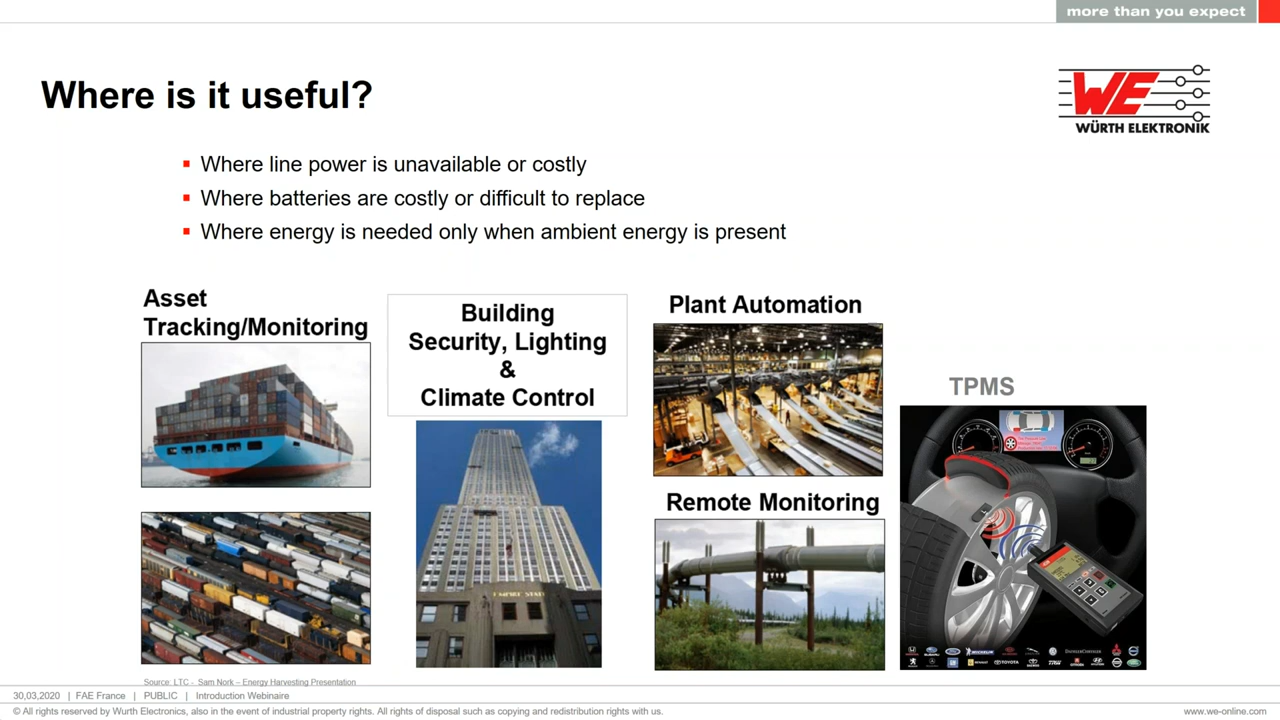 more than you expect
Where is it useful?
WE
WÜRTH ELEKTRONIK
Where line power is unavailable or costly
Where batteries are costly or difficult to replace
Where energy is needed only when ambient energy is present
Asset
Tracking/Monitoring
Building
Security, Lighting
&
Climate Control
Plant Automation
Remote Monitoring
TPMS
EMPIRE STATE
Source: LTC - Sam Nork – Energy Harvesting Presentation
30,03,2020 | FAE France | PUBLIC | Introduction Webinaire
© All rights reserved by Wurth Electronics, also in the event of industrial property rights. All rights of disposal such as copying and redistribution rights with us.
www.we-online.com